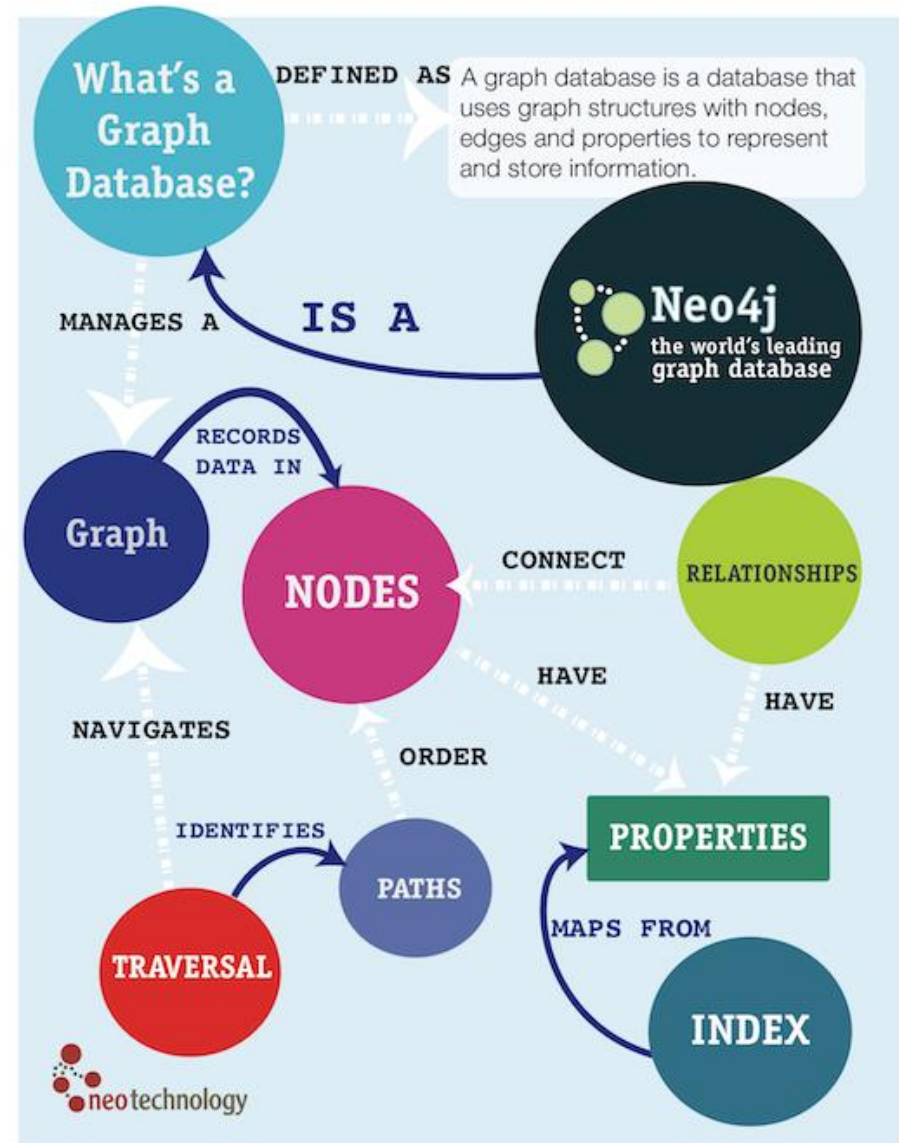 What's a
Graph
Database?
DEFINED AS
A graph database is a database that
uses graph structures with nodes,
edges and properties to represent
and store information.
Neo4j
the world's leading
graph database
MANAGES A
IS A
RECORDS
DATA IN
Graph
NODES
CONNECT
RELATIONSHIPS
HAVE
HAVE
NAVIGATES
ORDER
IDENTIFIES
PATHS
PROPERTIES
TRAVERSAL
MAPS FROM
INDEX
neotechnology